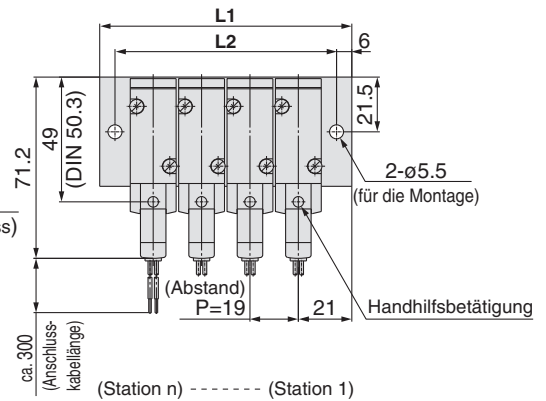 L1
L2
6
21.5
49
(DIN 50.3)
71.2
2-ø5.5
(für die Montage)
ss)
(Abstand)
P=19
21
Handhilfsbetätigung
ca. 300
(Anschluss-
kabellänge)
(Station n) ------ (Station 1)